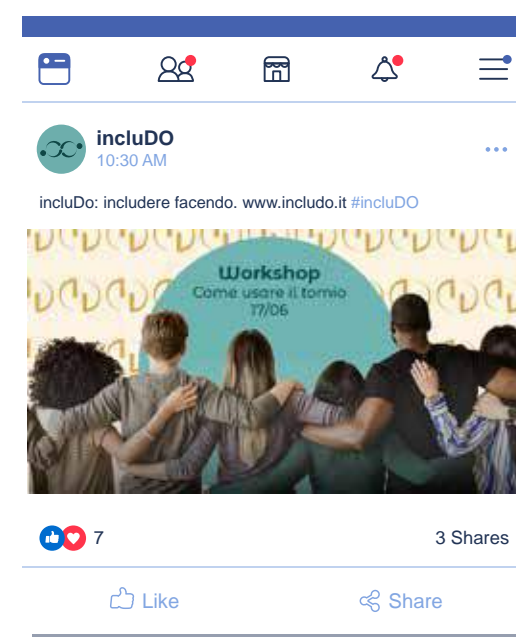 incluDO
10:30 AM
incluDo: includere facendo. www.includo.it #incluDO
Workshop
Come usare il tornio
17/06
7
3 Shares
Like
Share